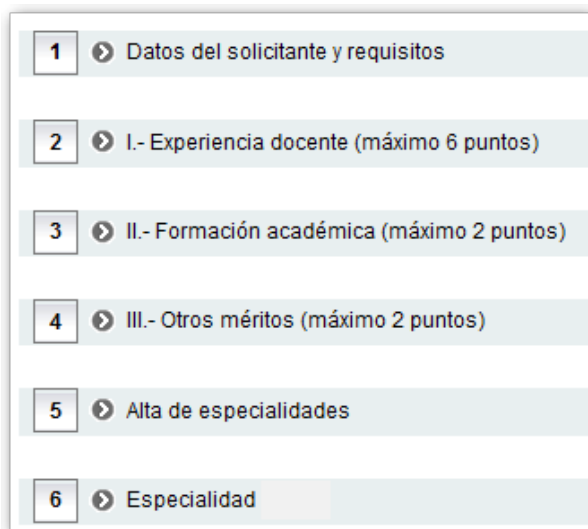 1 Datos del solicitante y requisitos
2 I.- Experiencia docente (máximo 6 puntos)
3 II.- Formación académica (máximo 2 puntos)
4 III.- Otros méritos (máximo 2 puntos)
5 Alta de especialidades
6 Especialidad